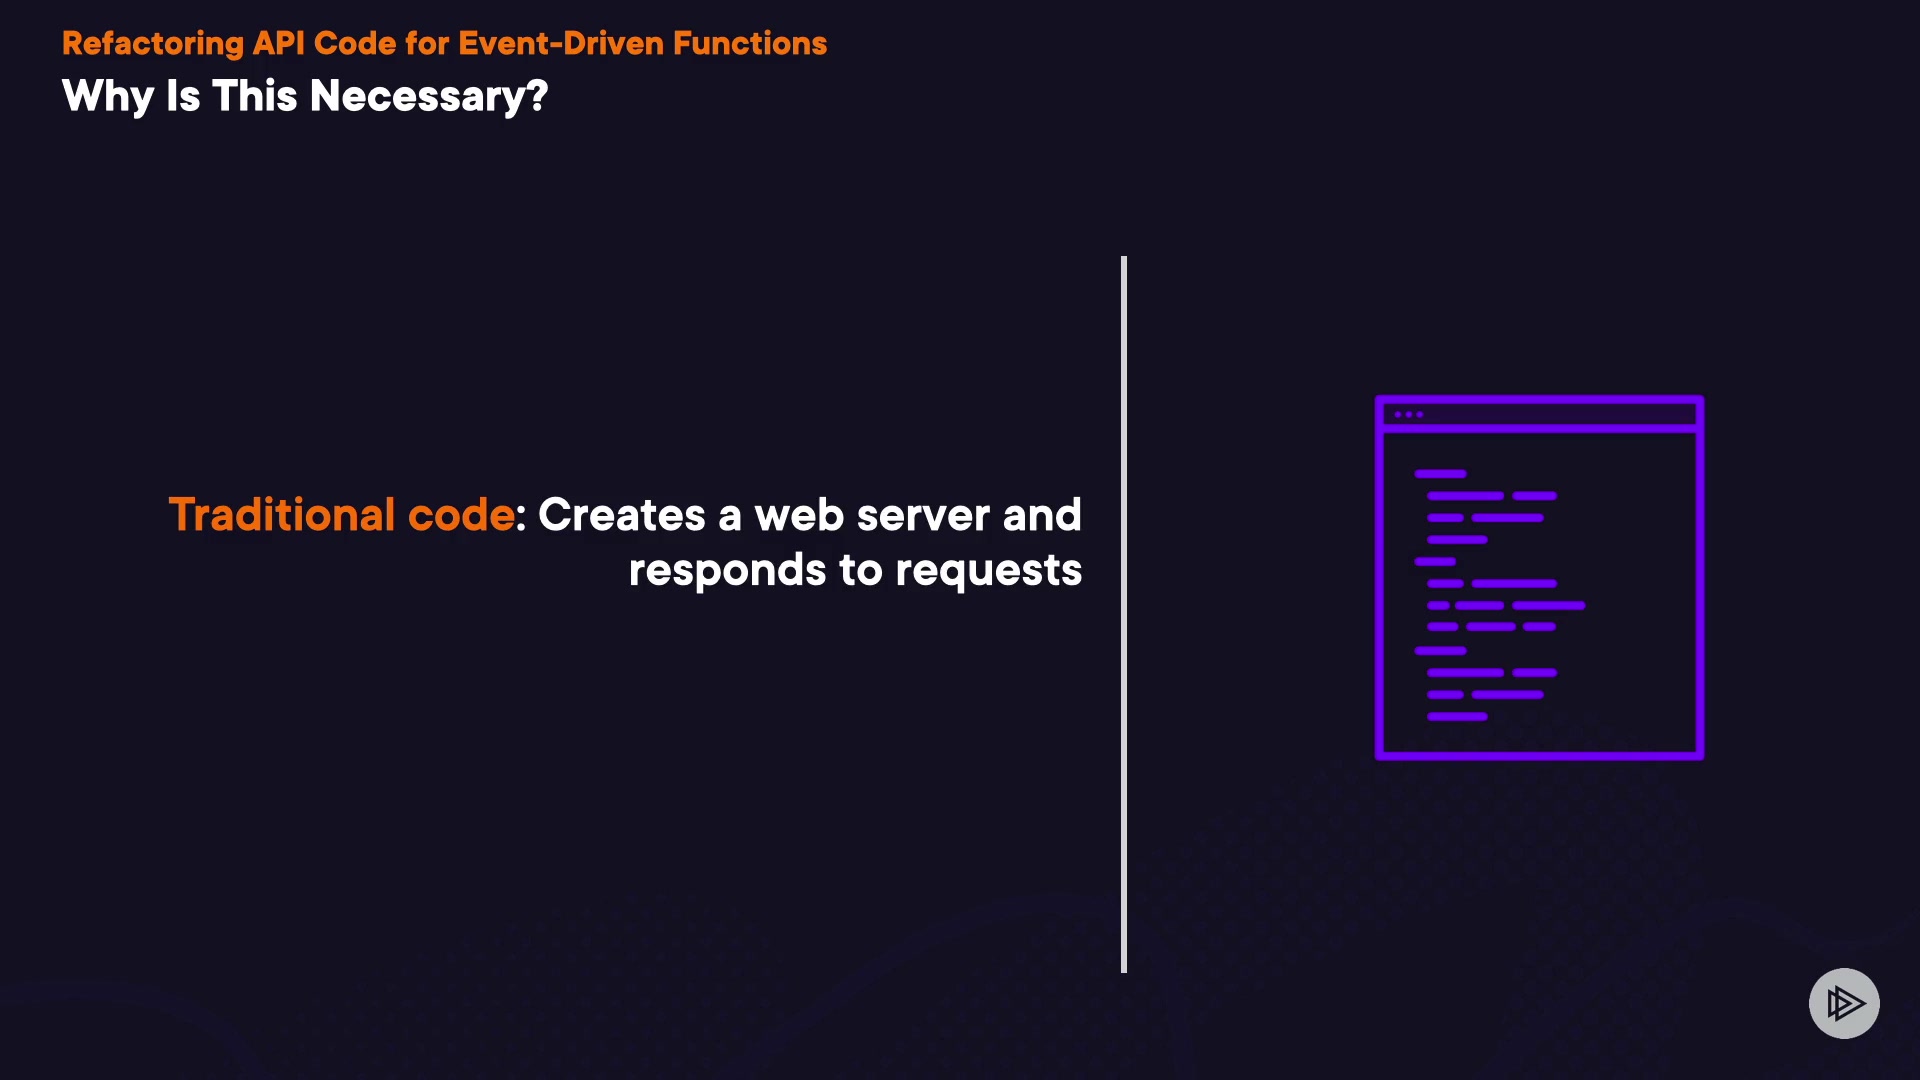 Refactoring API Code for Event-Driven Functions
Why Is This Necessary?
Traditional code: Creates a web server and
responds to requests